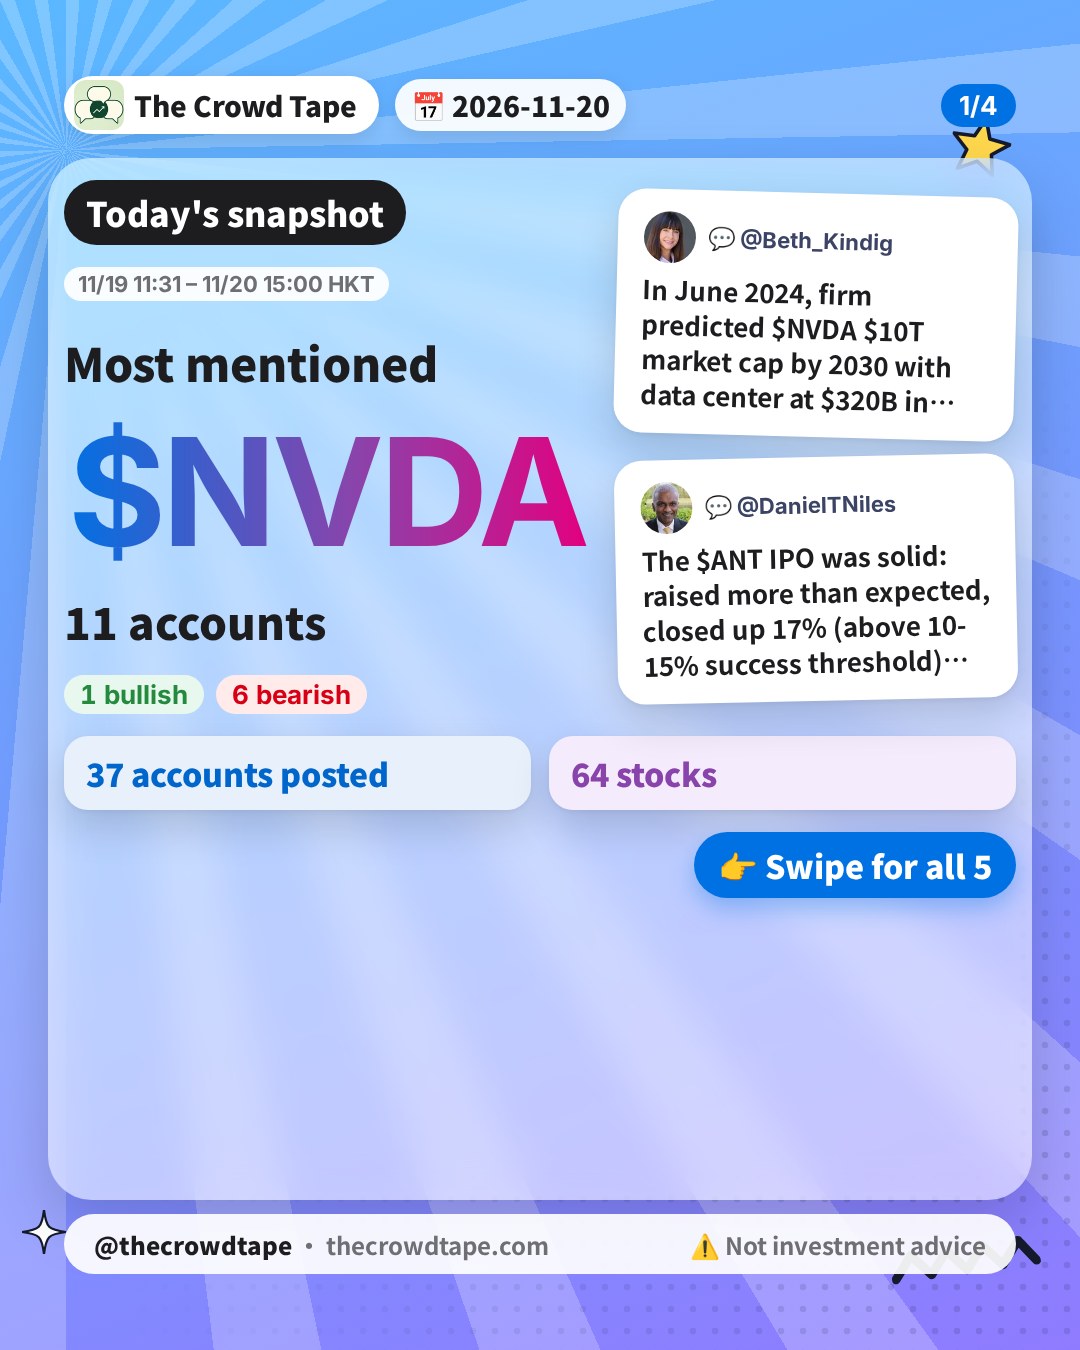 The Crowd Tape
July
17
2026-11-20
1/4
Today's snapshot
11/19 11:31 – 11/20 15:00 HKT
Most mentioned
$NVDA
11 accounts
1 bullish
6 bearish
@Beth_Kindig
In June 2024, firm
predicted $NVDA $10T
market cap by 2030 with
data center at $320B in…
@DanielTNiles
The $ANT IPO was solid:
raised more than expected,
closed up 17% (above 10-
15% success threshold)…
37 accounts posted
64 stocks
Swipe for all 5
@thecrowdtape • thecrowdtape.com
Not investment advice